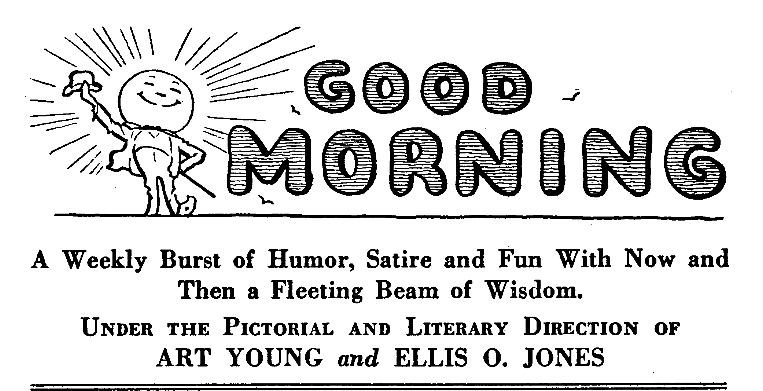 GOOD
MORNING
A Weekly Burst of Humor, Satire and Fun With Now and
Then a Fleeting Beam of Wisdom.
UNDER THE PICTORIAL AND LITERARY DIRECTION OF
ART YOUNG and ELLIS O. JONES